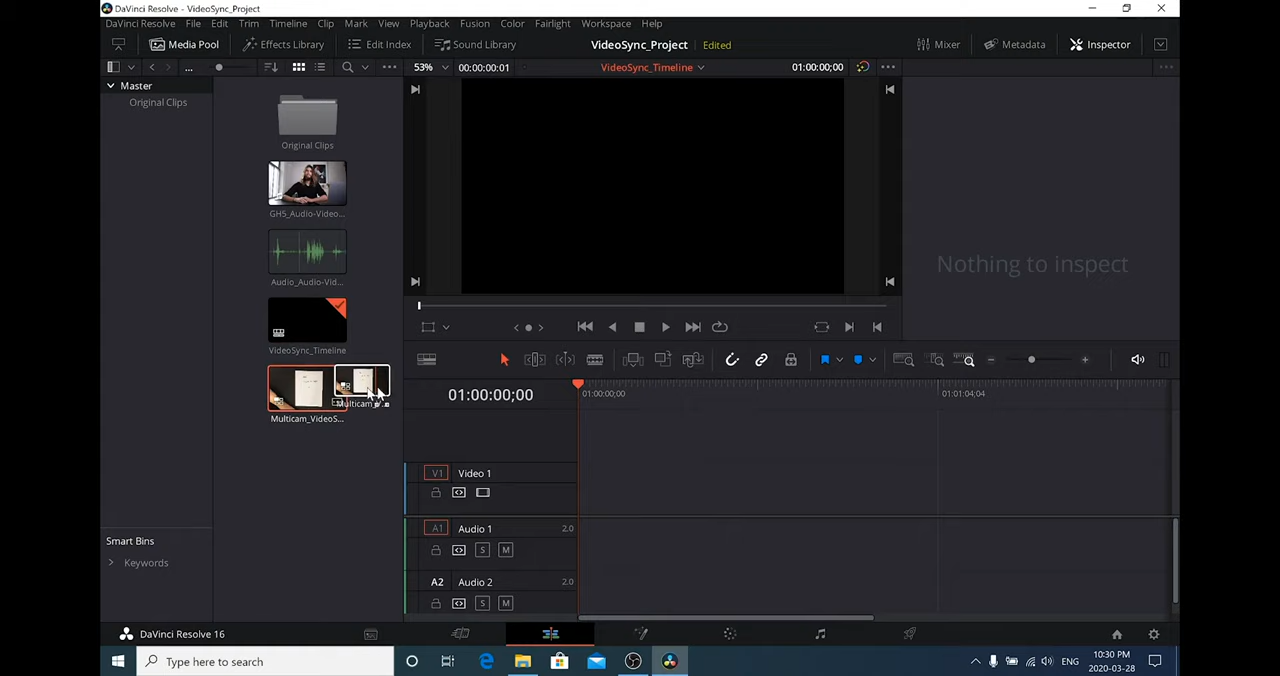 DaVinci Resolve - VideoSync_Project
DaVinci Resolve File Edit Trim Timeline Clip Mark View Playback Fusion Color Fairlight Workspace Help
Media Pool Effects Library Edit Index Sound Library VideoSync_Project Edited Mixer Metadata Inspector
... 53% 00:00:00:01 VideoSync_Timeline 01:00:00;00
Master
Original Clips
Original Clips
GH5_Audio-Video...
Audio_Audio-Vid...
VideoSync_Timeline
Multicam_VideoS...
Multicam_V...
Nothing to inspect
01:00:00;00
01:00:00;00 01:01:04;04
V1 Video 1
A1 Audio 1 2.0
S M
A2 Audio 2 2.0
S M
Smart Bins
Keywords
DaVinci Resolve 16
Type here to search
ENG
10:30 PM
2020-03-28